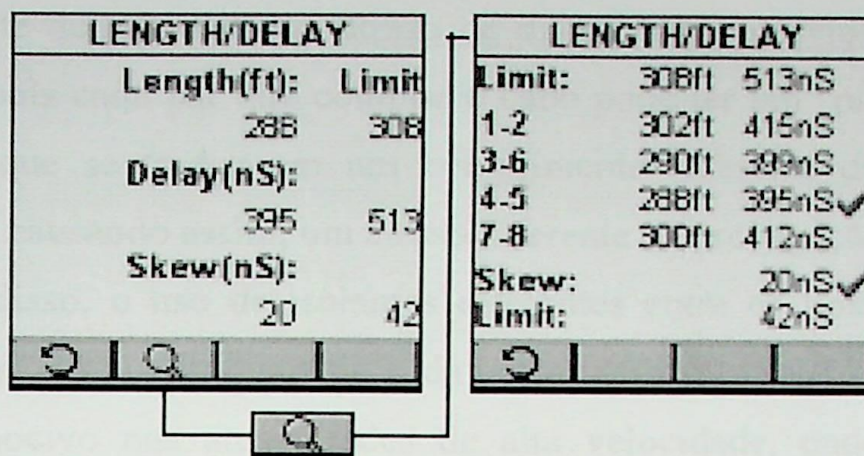 LENGTH/DELAY
Length(ft): Limit
288 308
Delay(nS):
395 513
Skew(nS):
20 42
LENGTH/DELAY
Limit: 308ft 513nS
1-2 302ft 415nS
3-6 290ft 399nS
4-5 288ft 395nS ✓
7-8 300ft 412nS
Skew: 20nS ✓
Limit: 42nS